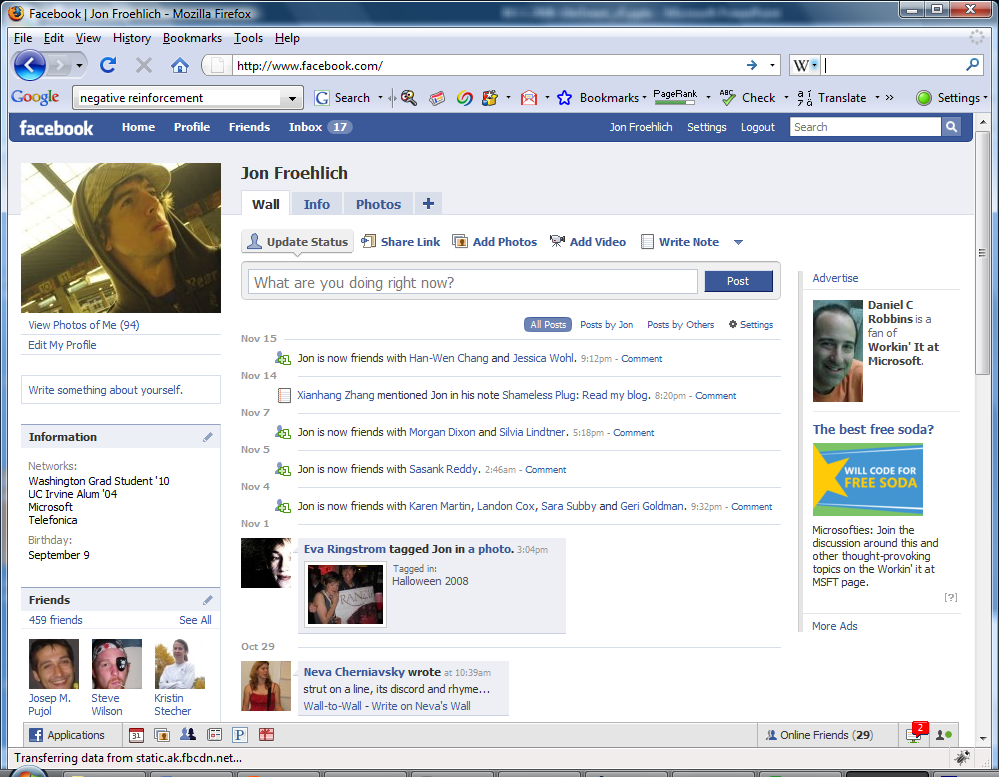 Facebook | Jon Froehlich - Mozilla Firefox
File Edit View History Bookmarks Tools Help
http://www.facebook.com/ W
Google negative reinforcement Search Bookmarks PageRank Check Translate » Settings
facebook Home Profile Friends Inbox 17 Jon Froehlich Settings Logout Search
Jon Froehlich
Wall Info Photos +
Update Status Share Link Add Photos Add Video Write Note
What are you doing right now? Post
All Posts Posts by Jon Posts by Others Settings
Nov 15
Jon is now friends with Han-Wen Chang and Jessica Wohl. 9:12pm - Comment
Nov 14
Xianhang Zhang mentioned Jon in his note Shameless Plug: Read my blog. 8:20pm - Comment
Nov 7
Jon is now friends with Morgan Dixon and Silvia Lindtner. 5:18pm - Comment
Nov 5
Jon is now friends with Sasank Reddy. 2:46am - Comment
Nov 4
Jon is now friends with Karen Martin, Landon Cox, Sara Subby and Geri Goldman. 9:32pm - Comment
Nov 1
Eva Ringstrom tagged Jon in a photo. 3:04pm
Tagged in:
Halloween 2008
Oct 29
Neva Cherniavsky wrote at 10:39am
strut on a line, its discord and rhyme...
Wall-to-Wall - Write on Neva's Wall
View Photos of Me (94)
Edit My Profile
Write something about yourself.
Information
Networks:
Washington Grad Student '10
UC Irvine Alum '04
Microsoft
Telefonica
Birthday:
September 9
Friends
459 friends See All
Josep M. Pujol
Steve Wilson
Kristin Stecher
Advertise
Daniel C
Robbins is a
fan of
Workin' It at
Microsoft.
The best free soda?
WILL CODE FOR
FREE SODA
Microsofties: Join the
discussion around this and
other thought-provoking
topics on the Workin' it at
MSFT page.
[?]
More Ads
Applications 31 P Online Friends (29) 2
Transferring data from static.ak.fbcdn.net...